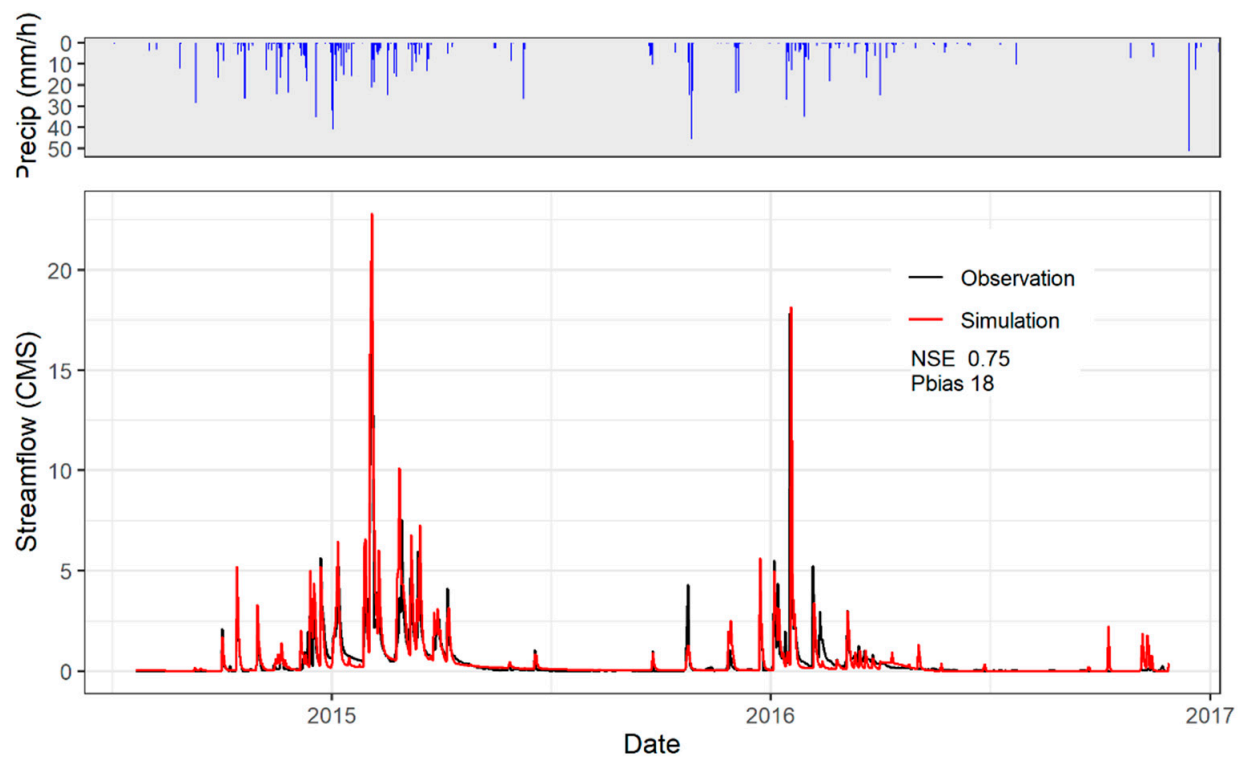 Precip (mm/h)
0
10
20
30
40
50
Streamflow (CMS)
20
15
10
5
0
Observation
Simulation
NSE 0.75
Pbias 18
2015
2016
2017
Date